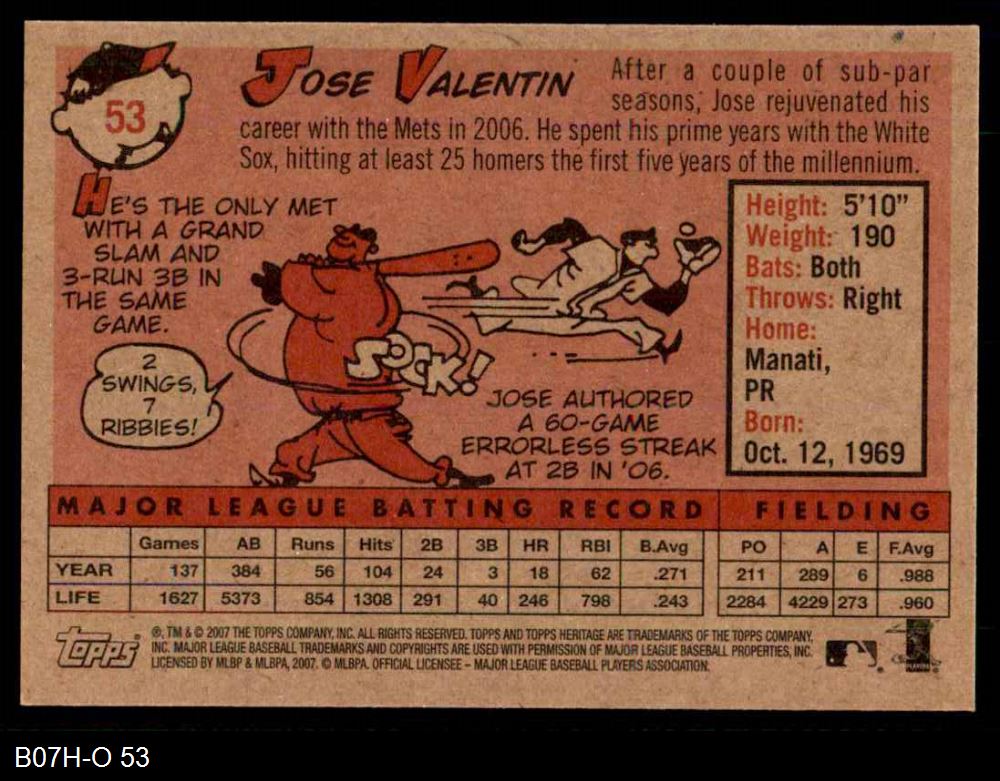 53
JOSE VALENTIN
After a couple of sub-par
seasons, Jose rejuvenated his
career with the Mets in 2006. He spent his prime years with the White
Sox, hitting at least 25 homers the first five years of the millennium.
HE'S THE ONLY MET
WITH A GRAND
SLAM AND
3-RUN 3B IN
THE SAME
GAME.
2
SWINGS,
7
RIBBIES!
SOCK!
JOSE AUTHORED
A 60-GAME
ERRORLESS STREAK
AT 2B IN '06.
Height: 5'10"
Weight: 190
Bats: Both
Throws: Right
Home:
Manati,
PR
Born:
Oct. 12, 1969
MAJOR LEAGUE BATTING RECORD FIELDING
Games AB Runs Hits 2B 3B HR RBI B.Avg PO A E F.Avg
YEAR 137 384 56 104 24 3 18 62 .271 211 289 6 .988
LIFE 1627 5373 854 1308 291 40 246 798 .243 2284 4229 273 .960
topps
®, TM & © 2007 THE TOPPS COMPANY, INC. ALL RIGHTS RESERVED. TOPPS AND TOPPS HERITAGE ARE TRADEMARKS OF THE TOPPS COMPANY,
INC. MAJOR LEAGUE BASEBALL TRADEMARKS AND COPYRIGHTS ARE USED WITH PERMISSION OF MAJOR LEAGUE BASEBALL PROPERTIES, INC.
LICENSED BY MLBP & MLBPA, 2007. © MLBPA. OFFICIAL LICENSEE – MAJOR LEAGUE BASEBALL PLAYERS ASSOCIATION.
B07H-O 53